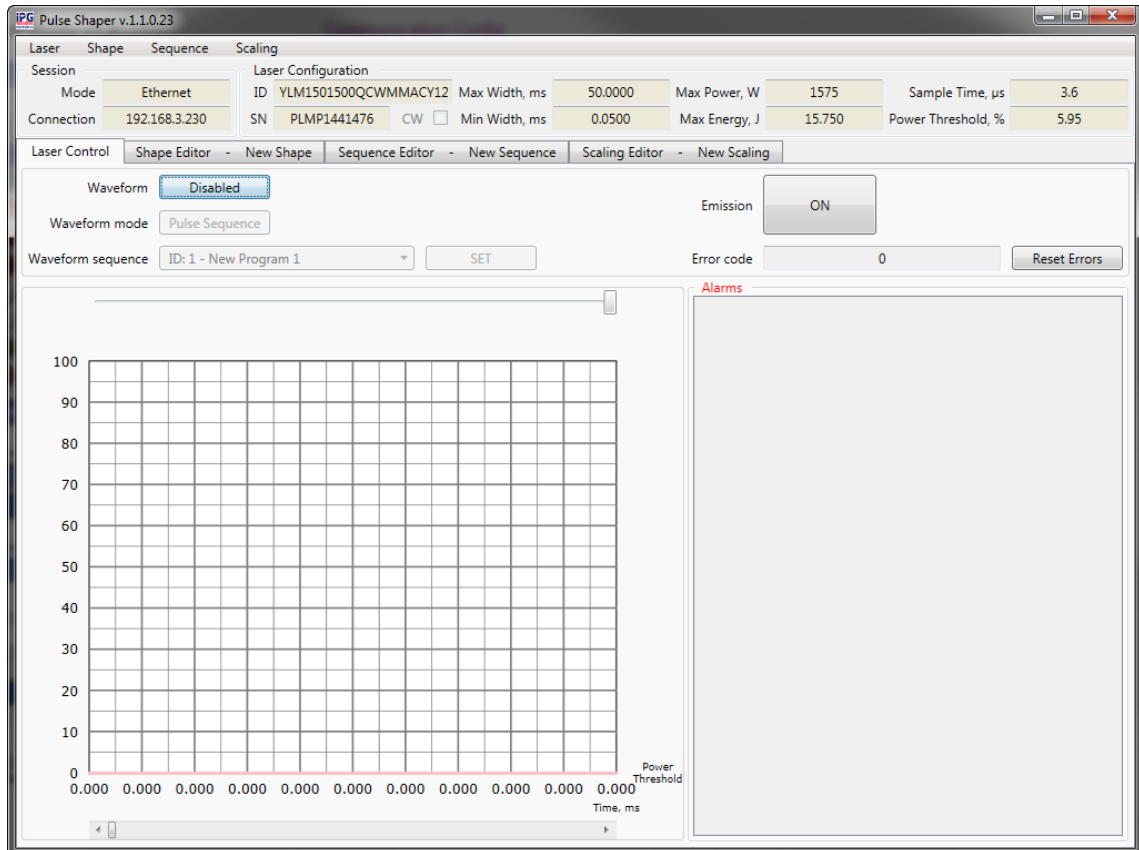 IPG Pulse Shaper v.1.1.0.23
Laser Shape Sequence Scaling
Session Laser Configuration
Mode Ethernet ID YLM1501500QCWMMACY12 Max Width, ms 50.0000 Max Power, W 1575 Sample Time, µs 3.6
Connection 192.168.3.230 SN PLMP1441476 CW Min Width, ms 0.0500 Max Energy, J 15.750 Power Threshold, % 5.95
Laser Control Shape Editor - New Shape Sequence Editor - New Sequence Scaling Editor - New Scaling
Waveform Disabled
Emission ON
Waveform mode Pulse Sequence
Waveform sequence ID: 1 - New Program 1 SET Error code 0 Reset Errors
Alarms
100
90
80
70
60
50
40
30
20
10
0
Power
Threshold
0.000 0.000 0.000 0.000 0.000 0.000 0.000 0.000 0.000 0.000 0.000
Time, ms